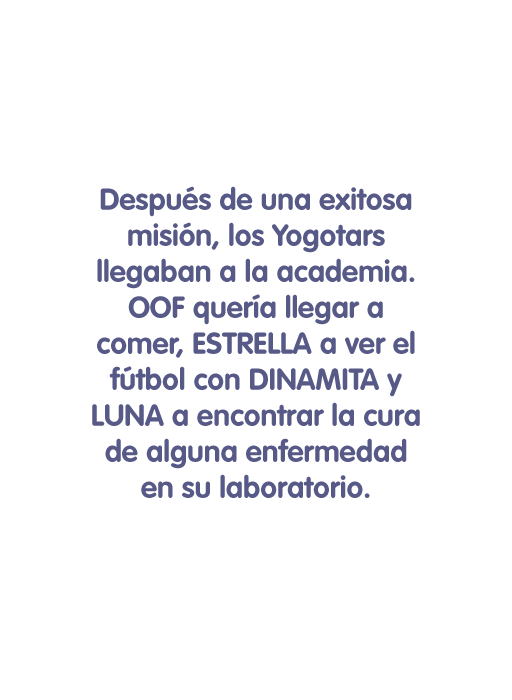 Después de una exitosa
misión, los Yogotars
llegaban a la academia.
OOF quería llegar a
comer, ESTRELLA a ver el
fútbol con DINAMITA y
LUNA a encontrar la cura
de alguna enfermedad
en su laboratorio.